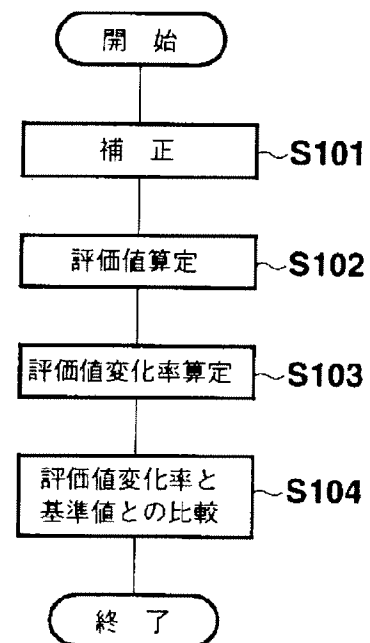 開 始
補 正
S101
評価値算定
S102
評価値変化率算定
S103
評価値変化率と
基準値との比較
S104
終 了